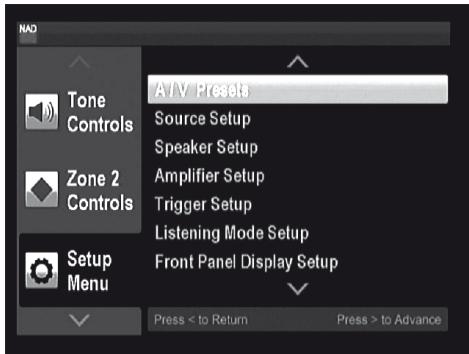 NAD
Tone
Controls
Zone 2
Controls
Setup
Menu
A/V Presets
Source Setup
Speaker Setup
Amplifier Setup
Trigger Setup
Listening Mode Setup
Front Panel Display Setup
Press < to Return
Press > to Advance